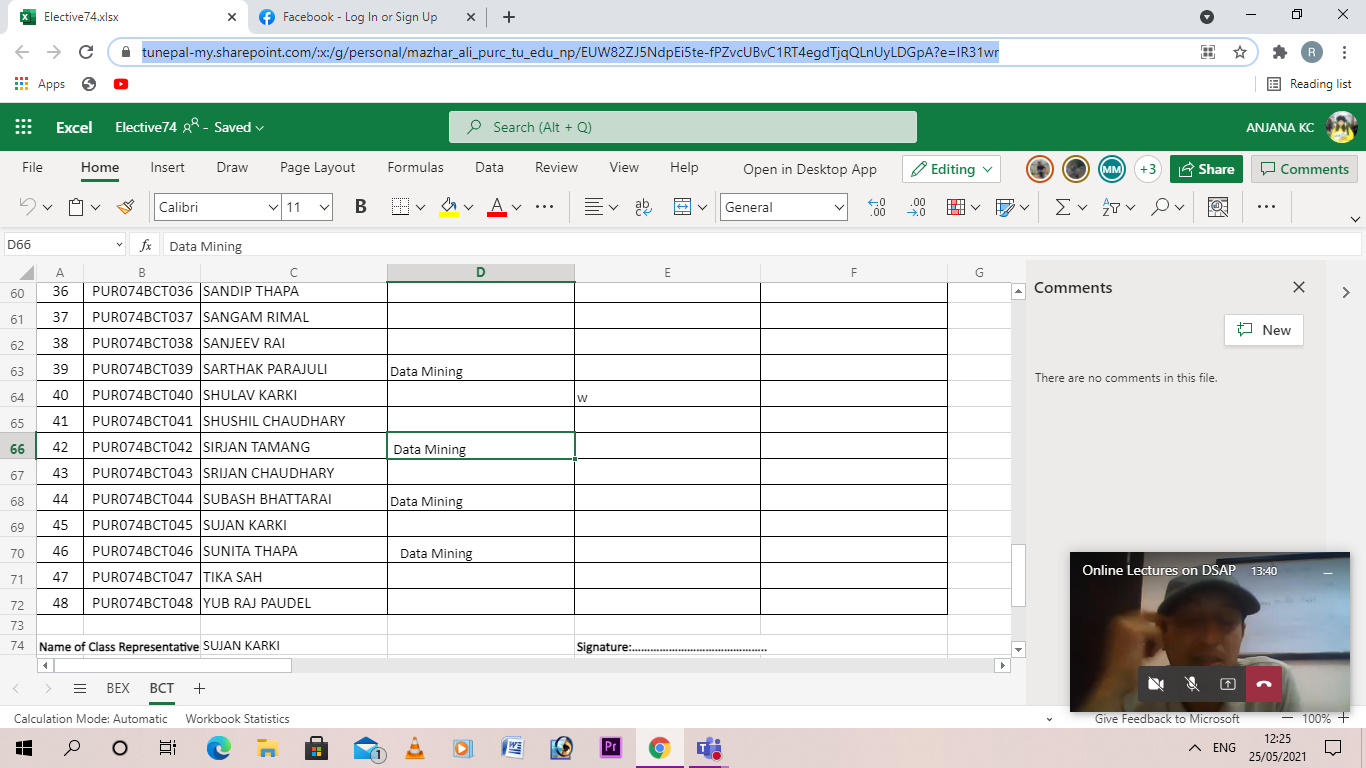 Elective74.xlsx
Facebook - Log In or Sign Up
tunepal-my.sharepoint.com/:x:/g/personal/mazhar_ali_purc_tu_edu_np/EUW82ZJ5NdpEi5te-fPZvcUBvC1RT4egdTjqQLnUyLDGpA?e=IR31wr
R
Apps
Reading list
Excel Elective74 - Saved
Search (Alt + Q)
ANJANA KC
File Home Insert Draw Page Layout Formulas Data Review View Help Open in Desktop App Editing MM +3 Share Comments
Calibri 11 B A General
D66 fx Data Mining
A B C D E F G
60 36 PUR074BCT036 SANDIP THAPA
61 37 PUR074BCT037 SANGAM RIMAL
62 38 PUR074BCT038 SANJEEV RAI
63 39 PUR074BCT039 SARTHAK PARAJULI Data Mining
64 40 PUR074BCT040 SHULAV KARKI w
65 41 PUR074BCT041 SHUSHIL CHAUDHARY
66 42 PUR074BCT042 SIRJAN TAMANG Data Mining
67 43 PUR074BCT043 SRIJAN CHAUDHARY
68 44 PUR074BCT044 SUBASH BHATTARAI Data Mining
69 45 PUR074BCT045 SUJAN KARKI
70 46 PUR074BCT046 SUNITA THAPA Data Mining
71 47 PUR074BCT047 TIKA SAH
72 48 PUR074BCT048 YUB RAJ PAUDEL
73
74 Name of Class Representative SUJAN KARKI Signature:............................................
Comments
New
There are no comments in this file.
Online Lectures on DSAP 13:40
BEX BCT
Calculation Mode: Automatic Workbook Statistics
Give Feedback to Microsoft 100%
1
Pr
ENG
12:25
25/05/2021